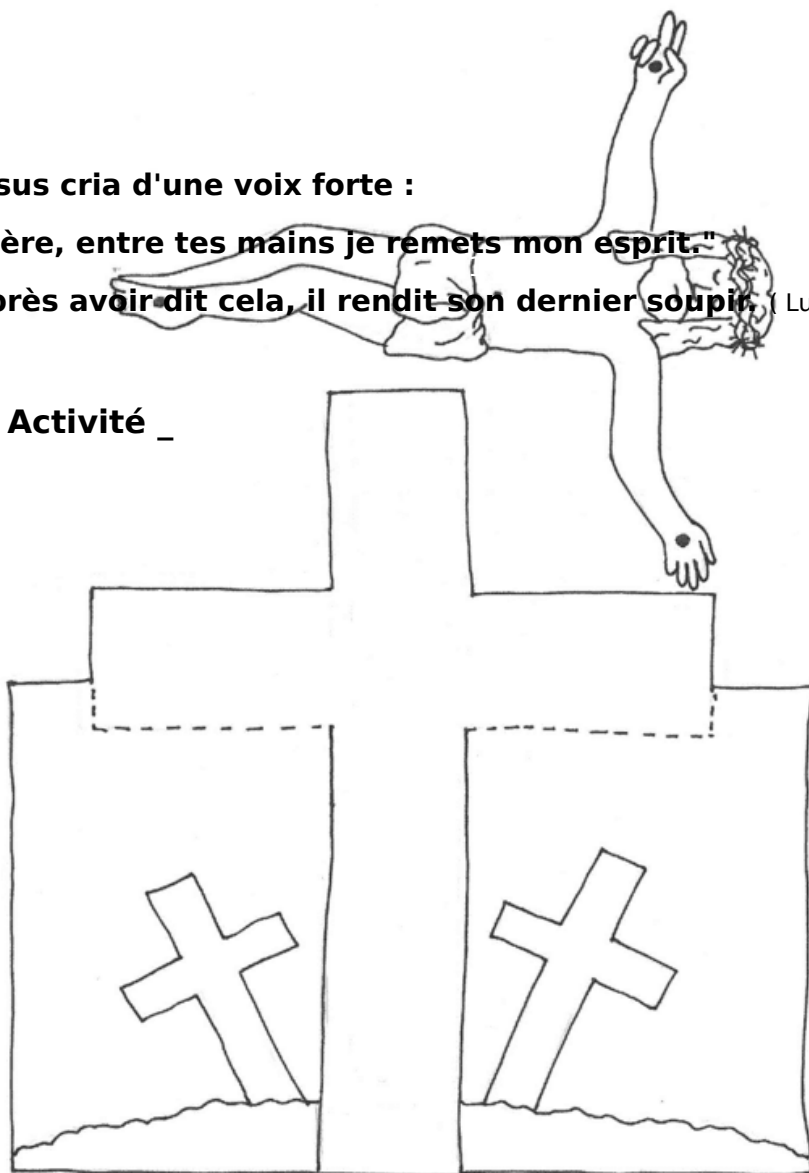 sus cria d'une voix forte :
ère, entre tes mains je remets mon esprit."
près avoir dit cela, il rendit son dernier soupir. ( Lu
Activité _